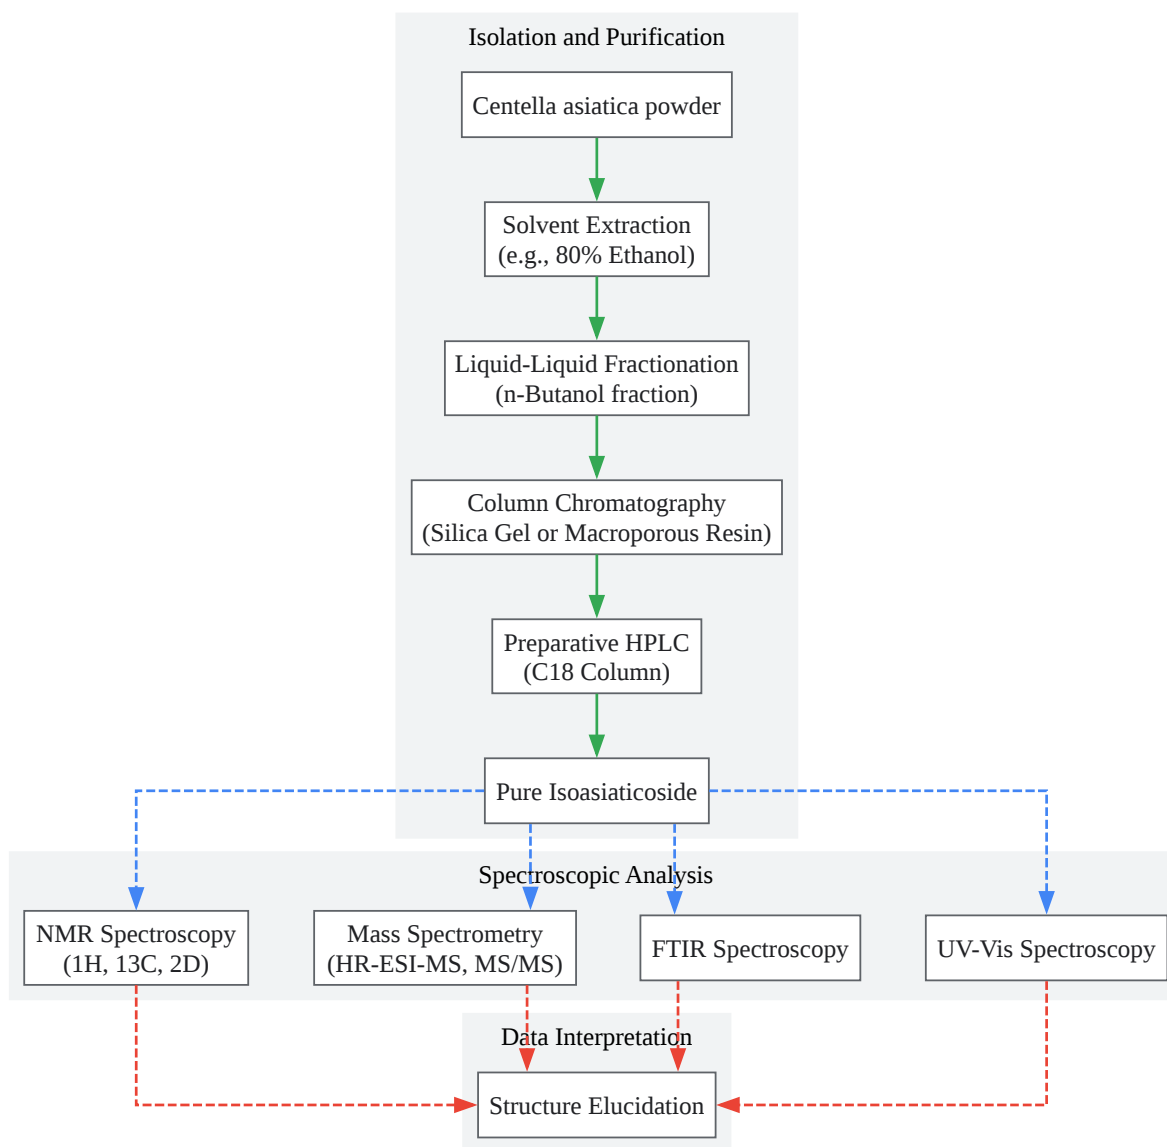 Isolation and Purification
Centella asiatica powder
Solvent Extraction
(e.g., 80% Ethanol)
Liquid-Liquid Fractionation
(n-Butanol fraction)
Column Chromatography
(Silica Gel or Macroporous Resin)
Preparative HPLC
(C18 Column)
Pure Isoasiaticoside
Spectroscopic Analysis
NMR Spectroscopy
(1H, 13C, 2D)
Mass Spectrometry
(HR-ESI-MS, MS/MS)
FTIR Spectroscopy
UV-Vis Spectroscopy
Data Interpretation
Structure Elucidation